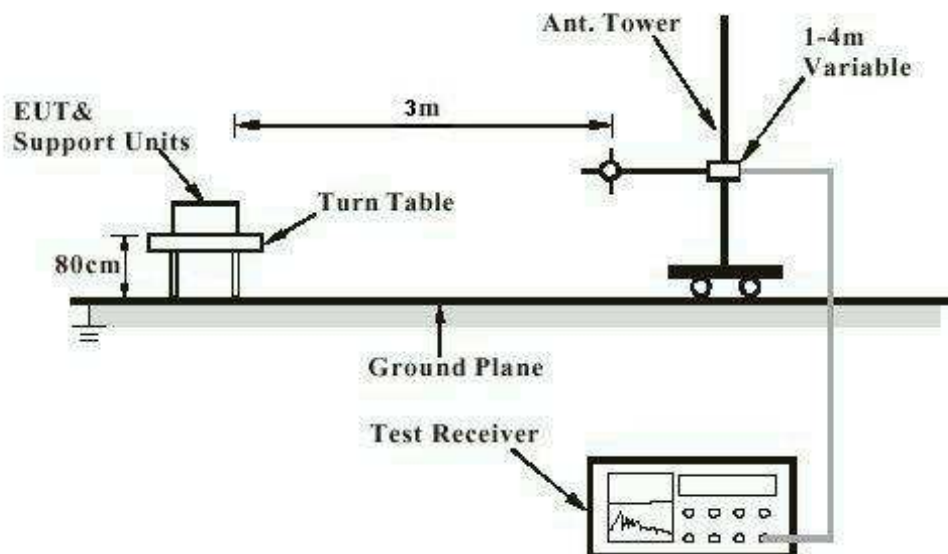 Ant. Tower
1-4m
Variable
3m
EUT&
Support Units
Turn Table
80cm
Ground Plane
Test Receiver